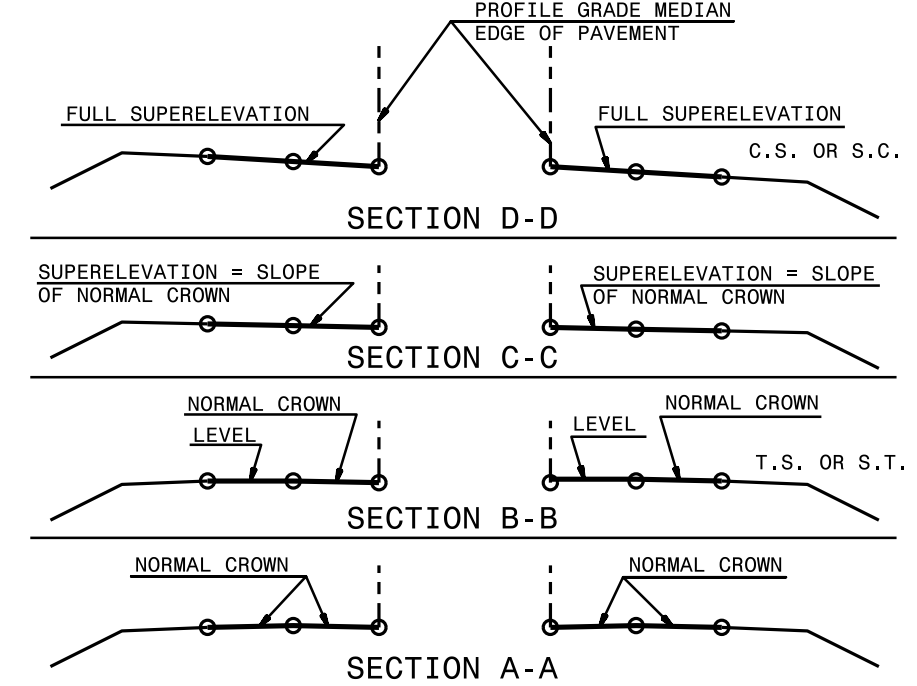 PROFILE GRADE MEDIAN
EDGE OF PAVEMENT
FULL SUPERELEVATION
FULL SUPERELEVATION
C.S. OR S.C.
SECTION D-D
SUPERELEVATION = SLOPE
OF NORMAL CROWN
SUPERELEVATION = SLOPE
OF NORMAL CROWN
SECTION C-C
NORMAL CROWN
LEVEL
NORMAL CROWN
LEVEL
T.S. OR S.T.
SECTION B-B
NORMAL CROWN
NORMAL CROWN
SECTION A-A